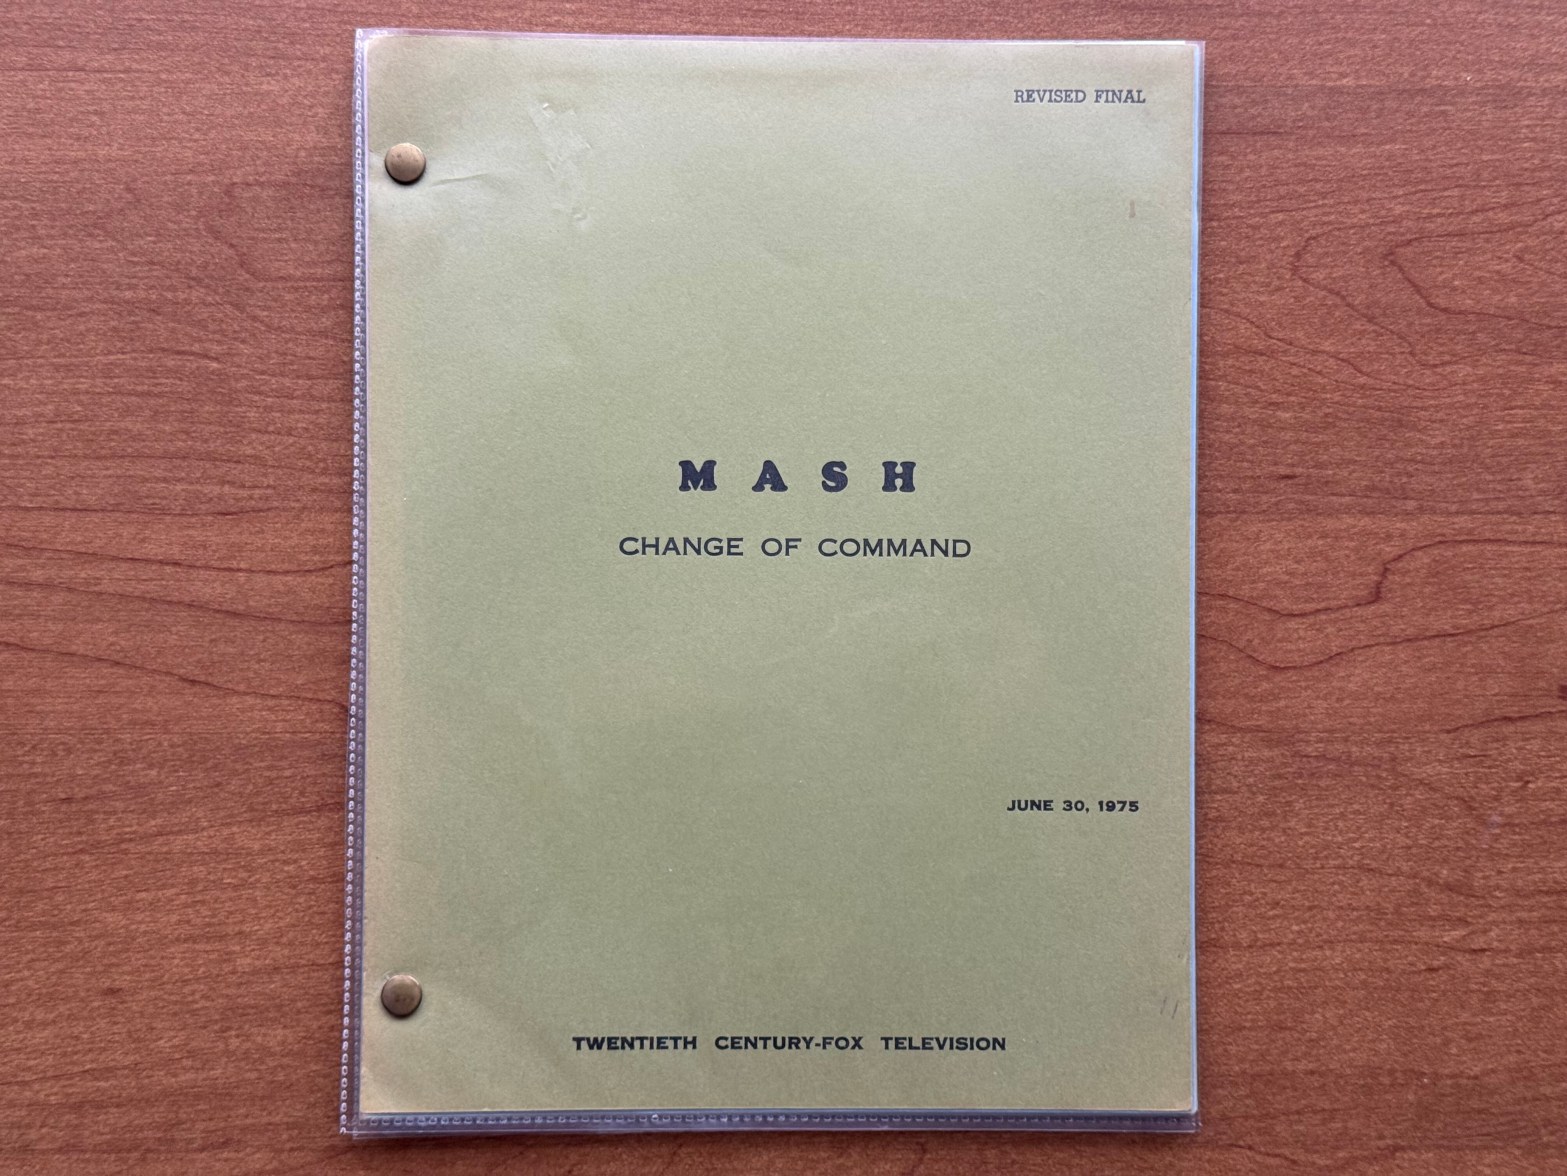 REVISED FINAL
M A S H
CHANGE OF COMMAND
JUNE 30, 1975
TWENTIETH CENTURY-FOX TELEVISION